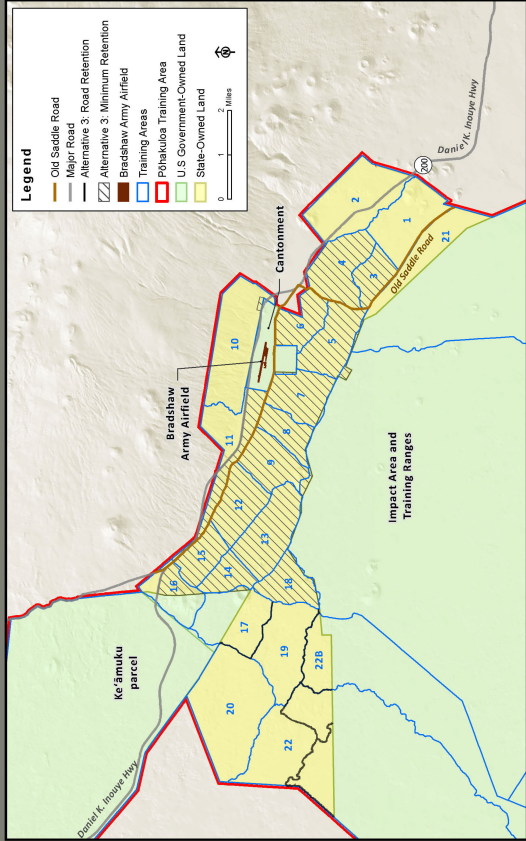 Legend
Old Saddle Road
Major Road
Alternative 3: Road Retention
Alternative 3: Minimum Retention
Bradshaw Army Airfield
Training Areas
Pōhakuloa Training Area
U.S Government-Owned Land
State-Owned Land
0 1 2
Miles
N
Daniel K. Inouye Hwy
200
Cantonment
Bradshaw
Army Airfield
Old Saddle Road
Impact Area and
Training Ranges
Ke'āmuku
parcel
Daniel K. Inouye Hwy
1
2
3
4
5
6
7
8
9
10
11
12
13
14
15
16
17
18
19
20
21
22
22B